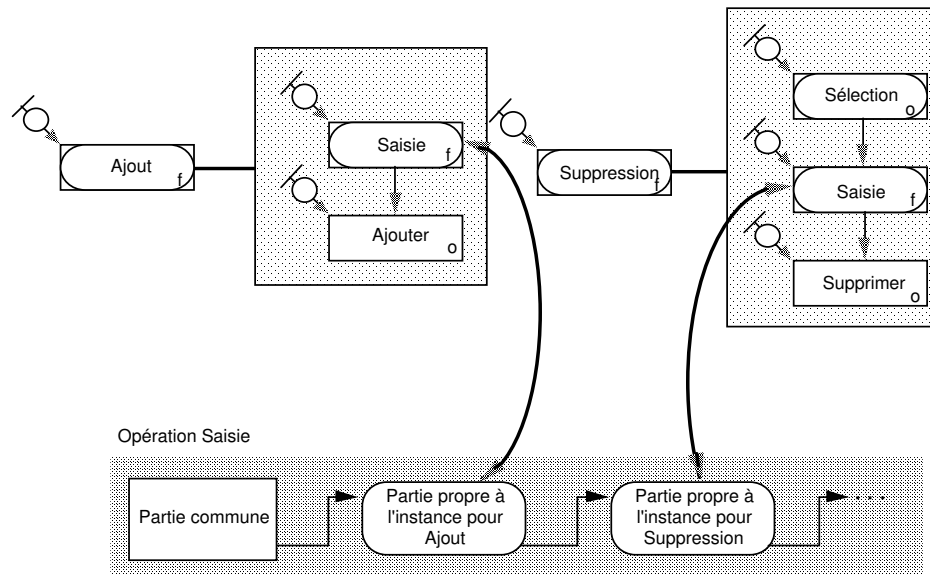 Ajout
f
Saisie
f
Ajouter
o
Suppression
f
Sélection
o
Saisie
f
Supprimer
o
Opération Saisie
Partie commune
Partie propre à
l'instance pour
Ajout
Partie propre à
l'instance pour
Suppression
. . .